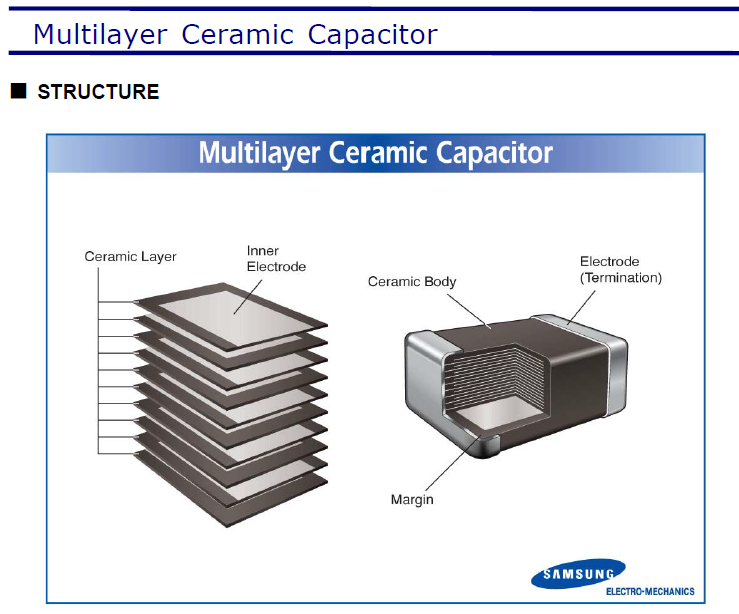 Multilayer Ceramic Capacitor
■ STRUCTURE
Multilayer Ceramic Capacitor
Ceramic Layer
Inner
Electrode
Ceramic Body
Electrode
(Termination)
Margin
SAMSUNG
ELECTRO-MECHANICS